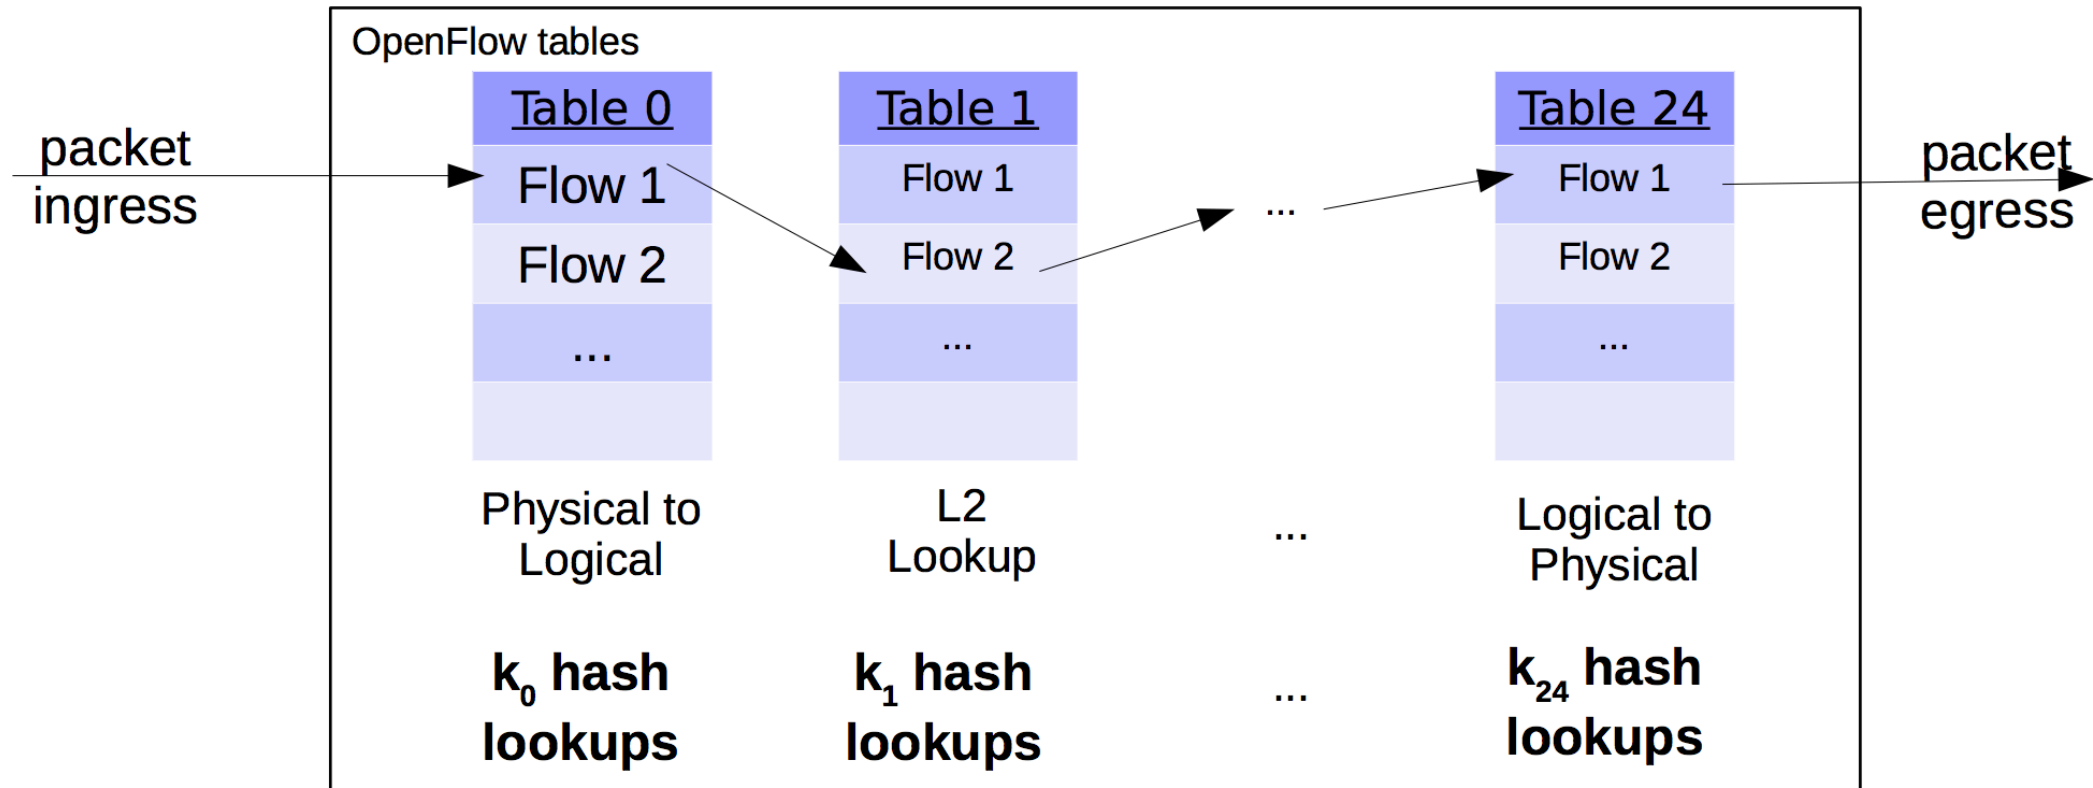 OpenFlow tables
packet
ingress
Table 0
Flow 1
Flow 2
...
Physical to
Logical
k0 hash
lookups
Table 1
Flow 1
Flow 2
...
L2
Lookup
k1 hash
lookups
...
...
...
Table 24
Flow 1
Flow 2
...
Logical to
Physical
k24 hash
lookups
packet
egress